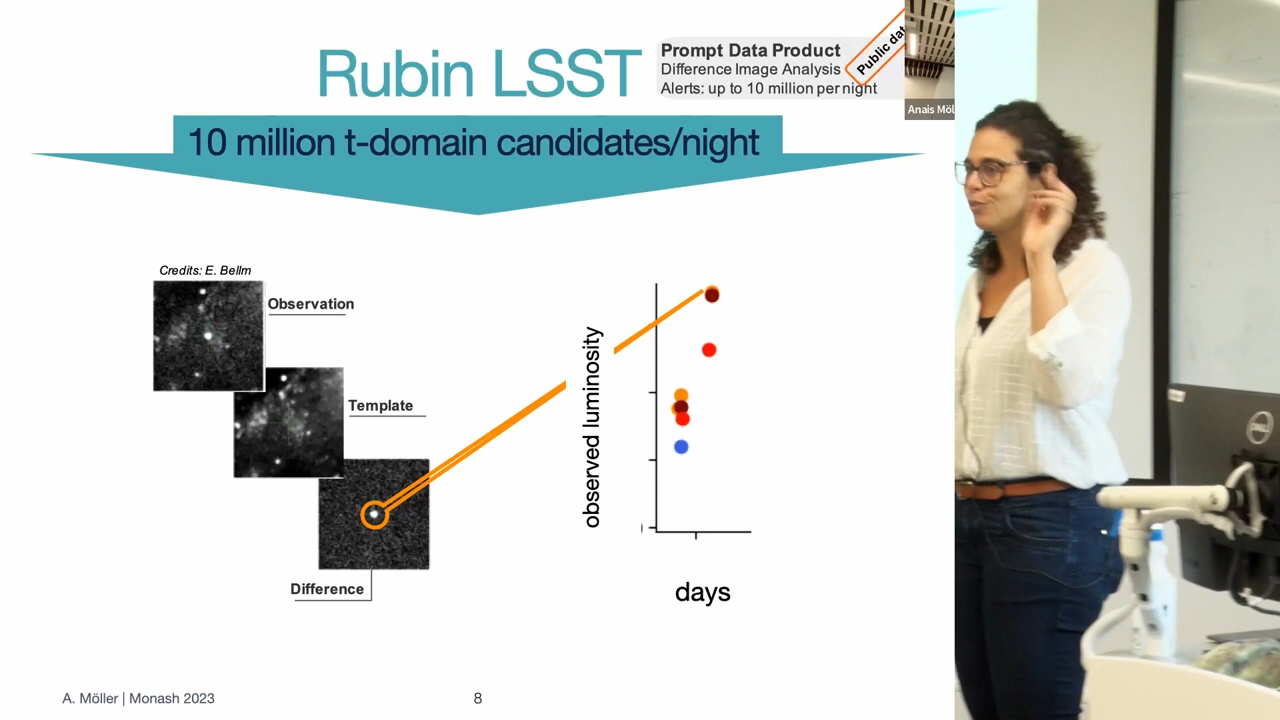 Rubin LSST
Prompt Data Product
Difference Image Analysis
Alerts: up to 10 million per night
Public
Anais
10 million t-domain candidates/night
Credits: E. Bellm
Observation
Template
Difference
observed luminosity
days
A. Möller | Monash 2023
8
DELL